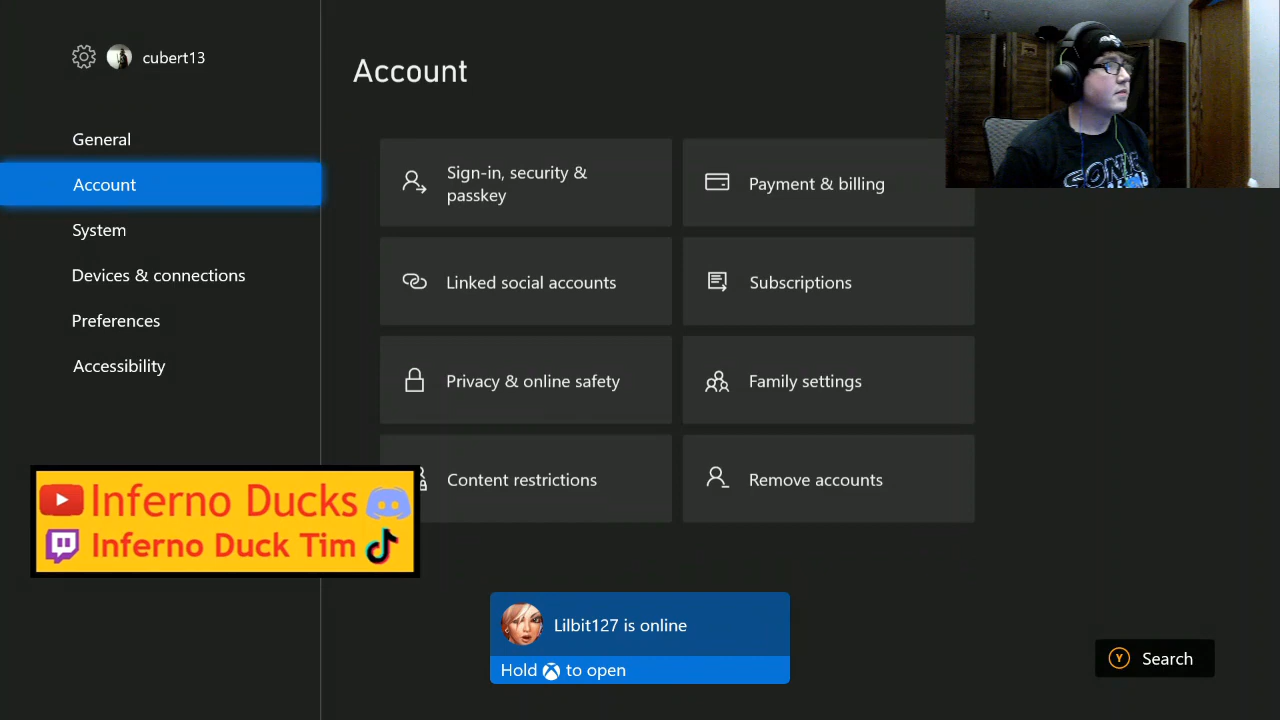 cubert13
General
Account
System
Devices & connections
Preferences
Accessibility
Account
Sign-in, security &
passkey
Payment & billing
Linked social accounts
Subscriptions
Privacy & online safety
Family settings
Content restrictions
Remove accounts
Inferno Ducks
Inferno Duck Tim
Lilbit127 is online
Hold to open
Y Search
SONIC